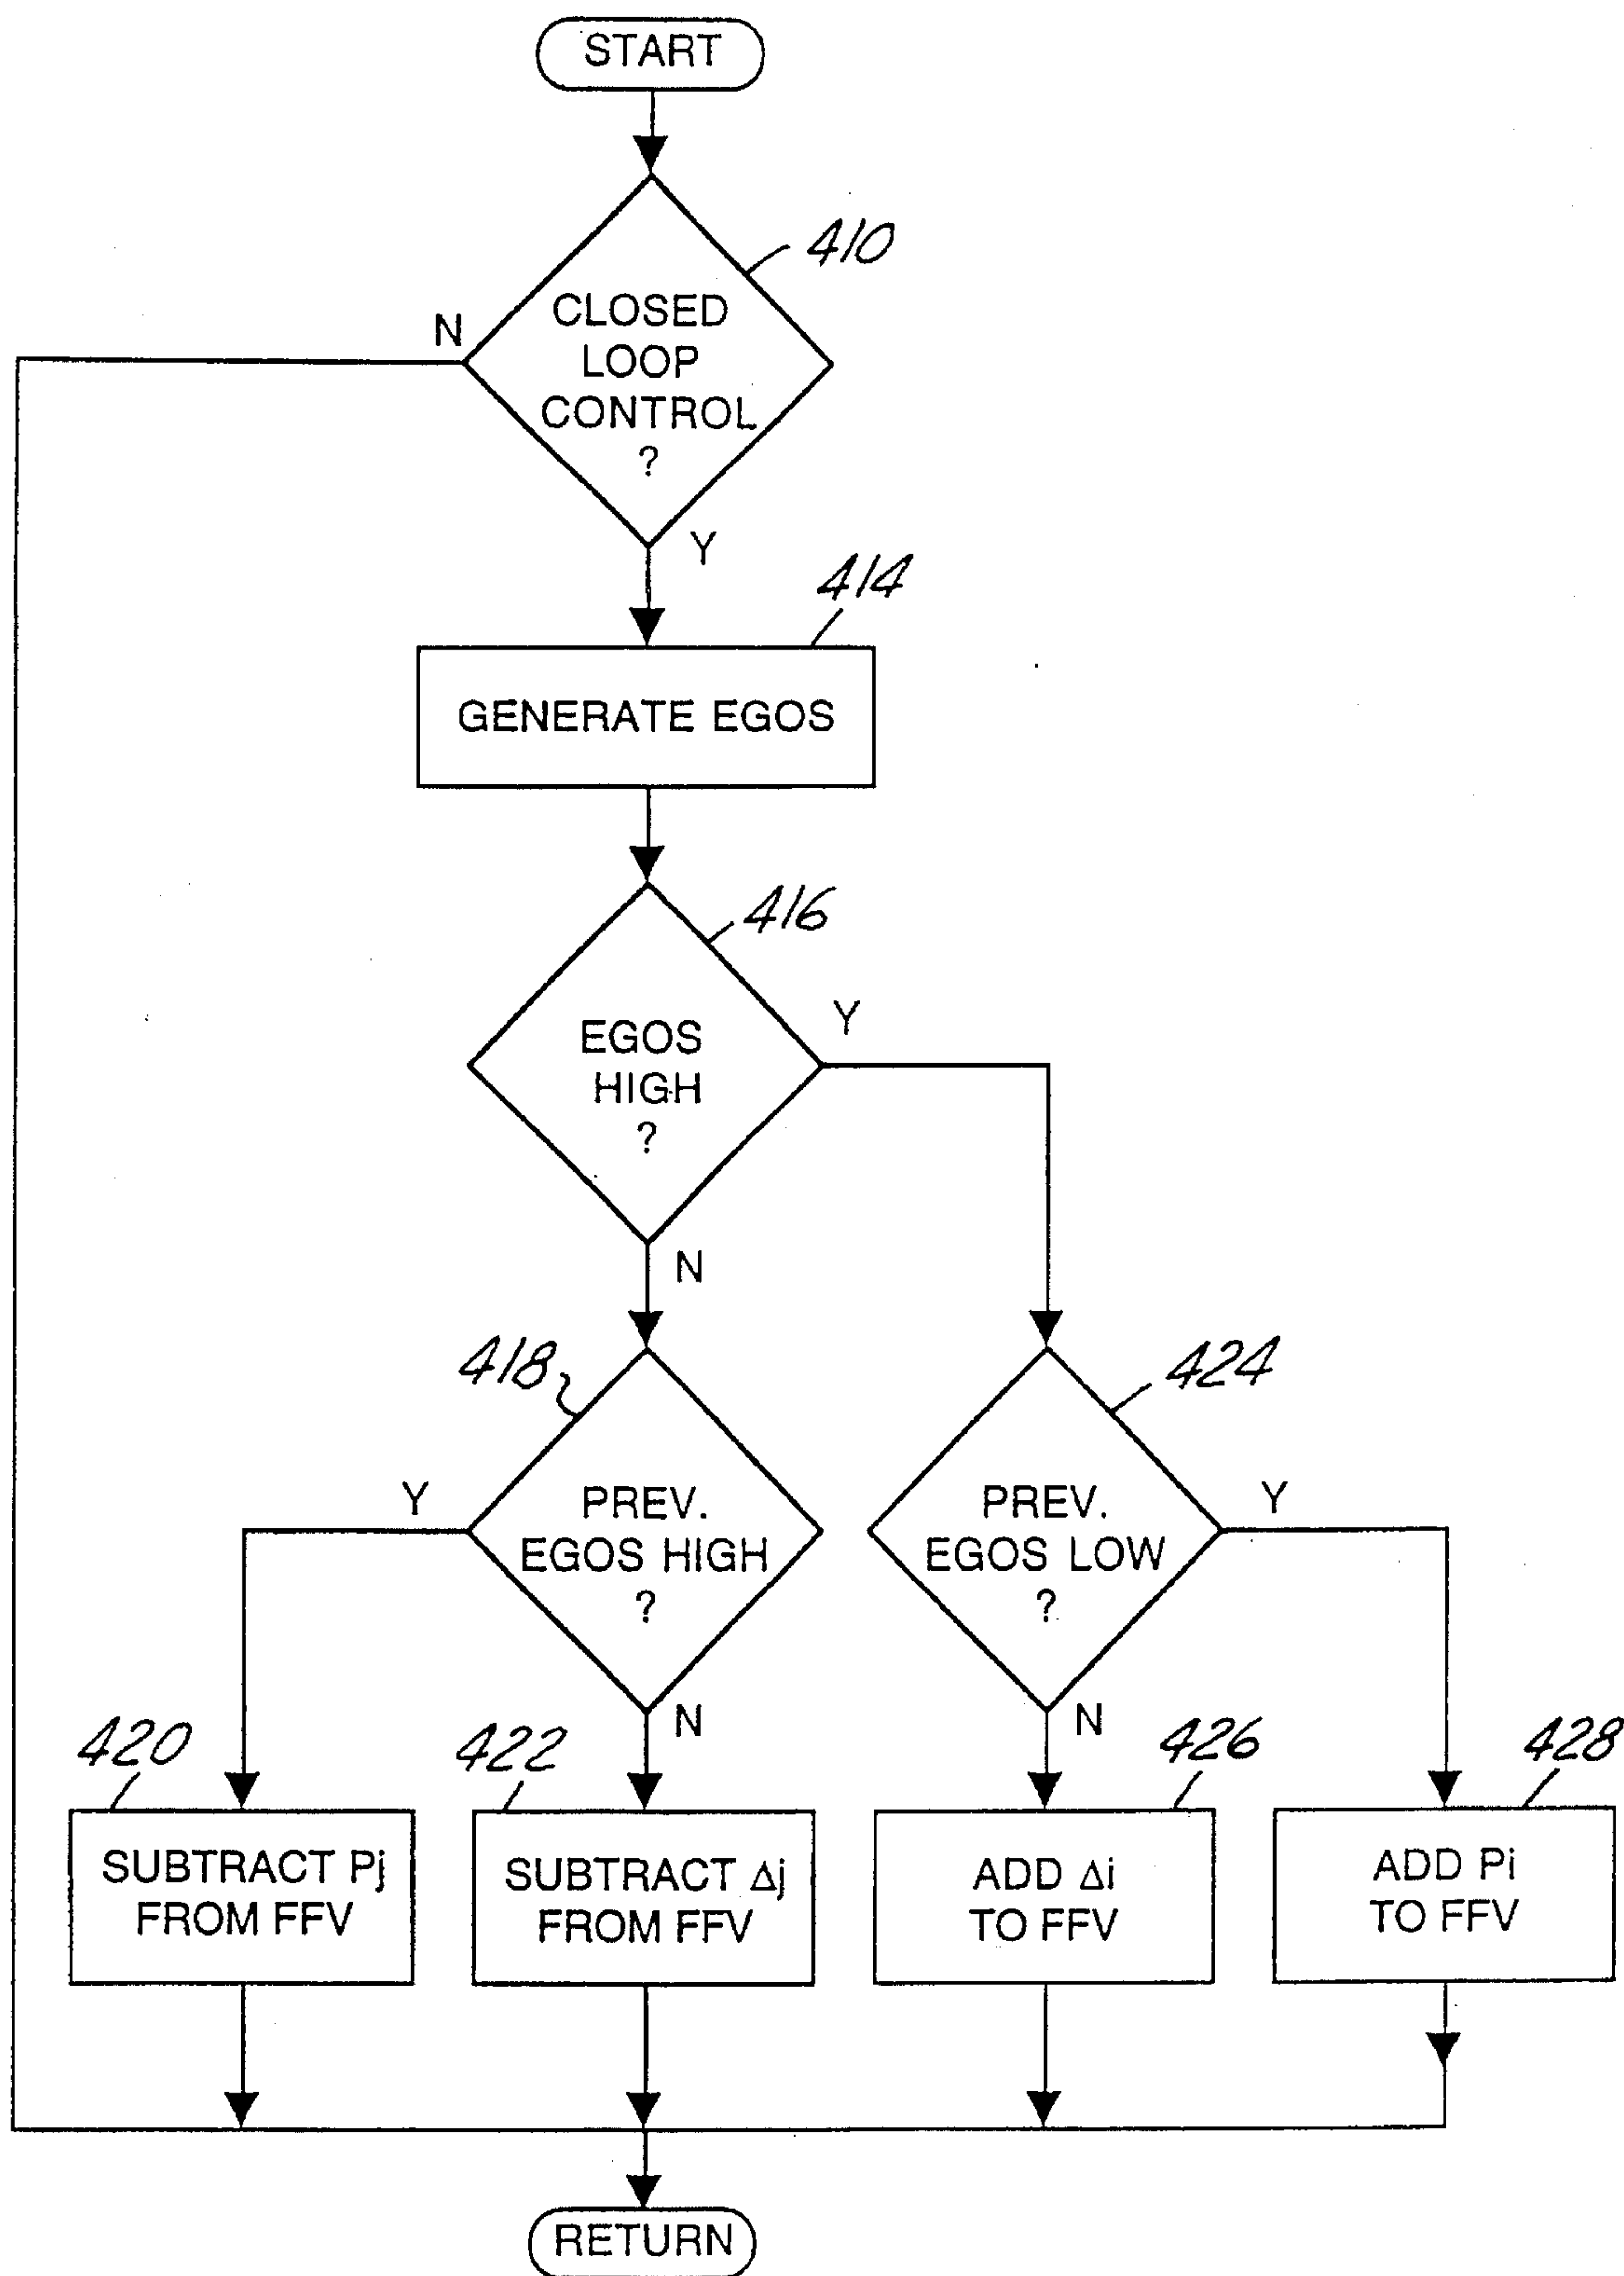 START
410
CLOSED
LOOP
CONTROL
?
N
Y
414
GENERATE EGOS
416
EGOS
HIGH
?
Y
N
418
PREV.
EGOS HIGH
?
Y
N
424
PREV.
EGOS LOW
?
Y
N
420
SUBTRACT Pj
FROM FFV
422
SUBTRACT Δj
FROM FFV
426
ADD Δi
TO FFV
428
ADD Pi
TO FFV
RETURN